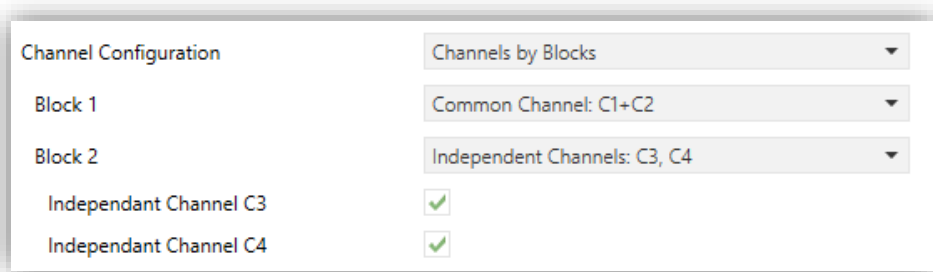 Channel Configuration Channels by Blocks
Block 1 Common Channel: C1+C2
Block 2 Independent Channels: C3, C4
Independant Channel C3
Independant Channel C4